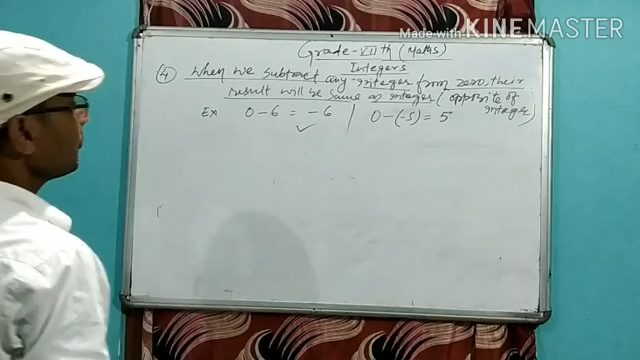 Made with KINEMASTER
Grade-VII th (Maths)
Integers
④ When we subtract any integer from zero, their
result will be same as integer (opposite of
integer)
Ex 0-6 = -6 | 0-(-5) = 5
✓